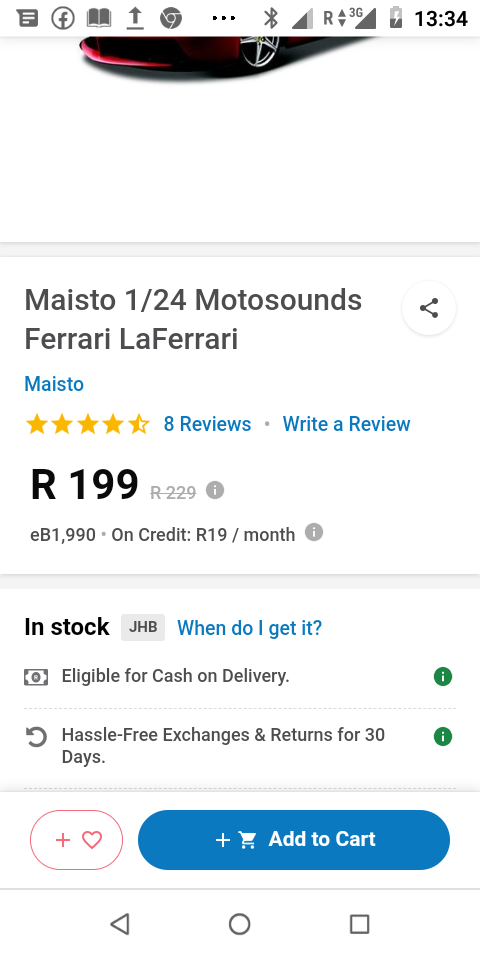 R 3G 13:34
Maisto 1/24 Motosounds
Ferrari LaFerrari
Maisto
8 Reviews • Write a Review
R 199 R 229
eB1,990 • On Credit: R19 / month
In stock JHB When do I get it?
Eligible for Cash on Delivery.
Hassle-Free Exchanges & Returns for 30
Days.
+ + Add to Cart